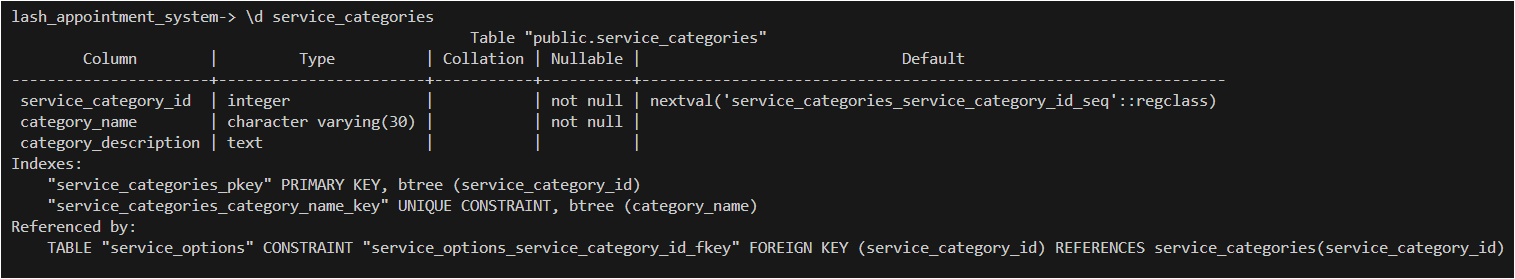 lash_appointment_system-> \d service_categories
                                                   Table "public.service_categories"
        Column        |         Type          | Collation | Nullable |                             Default
----------------------+-----------------------+-----------+----------+-----------------------------------------------------------------
 service_category_id  | integer               |           | not null | nextval('service_categories_service_category_id_seq'::regclass)
 category_name        | character varying(30) |           | not null |
 category_description | text                  |           |          |
Indexes:
    "service_categories_pkey" PRIMARY KEY, btree (service_category_id)
    "service_categories_category_name_key" UNIQUE CONSTRAINT, btree (category_name)
Referenced by:
    TABLE "service_options" CONSTRAINT "service_options_service_category_id_fkey" FOREIGN KEY (service_category_id) REFERENCES service_categories(service_category_id)